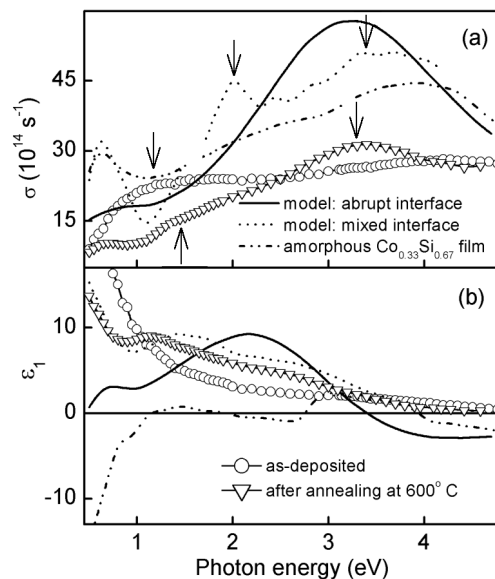 (a)
45
30
15
σ (10¹⁴ s⁻¹)
model: abrupt interface
model: mixed interface
amorphous Co₀.₃₃Si₀.₆₇ film
(b)
10
0
-10
ε₁
as-deposited
after annealing at 600° C
1 2 3 4 5
Photon energy (eV)